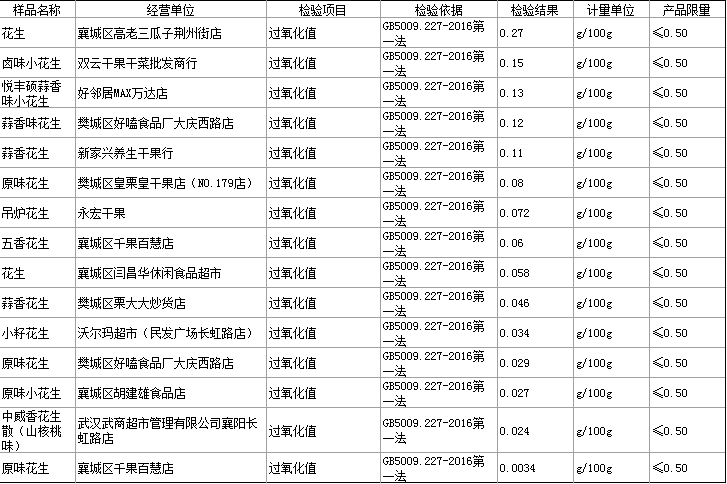 样品名称 经营单位 检验项目 检验依据 检验结果 计量单位 产品限量
花生 襄城区高老三瓜子荆州街店 过氧化值 GB5009.227-2016第一法 0.27 g/100g ≤0.50
卤味小花生 双云干果干菜批发商行 过氧化值 GB5009.227-2016第一法 0.15 g/100g ≤0.50
悦丰硕蒜香味小花生 好邻居MAX万达店 过氧化值 GB5009.227-2016第一法 0.13 g/100g ≤0.50
蒜香味花生 樊城区好嗑食品厂大庆西路店 过氧化值 GB5009.227-2016第一法 0.12 g/100g ≤0.50
蒜香花生 新家兴养生干果行 过氧化值 GB5009.227-2016第一法 0.11 g/100g ≤0.50
原味花生 樊城区皇栗皇干果店（NO.179店） 过氧化值 GB5009.227-2016第一法 0.08 g/100g ≤0.50
吊炉花生 永宏干果 过氧化值 GB5009.227-2016第一法 0.072 g/100g ≤0.50
五香花生 襄城区千果百慧店 过氧化值 GB5009.227-2016第一法 0.06 g/100g ≤0.50
花生 襄城区闫昌华休闲食品超市 过氧化值 GB5009.227-2016第一法 0.058 g/100g ≤0.50
蒜香花生 樊城区栗大大炒货店 过氧化值 GB5009.227-2016第一法 0.046 g/100g ≤0.50
小籽花生 沃尔玛超市（民发广场长虹路店） 过氧化值 GB5009.227-2016第一法 0.034 g/100g ≤0.50
原味花生 樊城区好嗑食品厂大庆西路店 过氧化值 GB5009.227-2016第一法 0.029 g/100g ≤0.50
原味小花生 襄城区胡建雄食品店 过氧化值 GB5009.227-2016第一法 0.027 g/100g ≤0.50
中威香花生散（山核桃味） 武汉武商超市管理有限公司襄阳长虹路店 过氧化值 GB5009.227-2016第一法 0.024 g/100g ≤0.50
原味花生 襄城区千果百慧店 过氧化值 GB5009.227-2016第一法 0.0034 g/100g ≤0.50